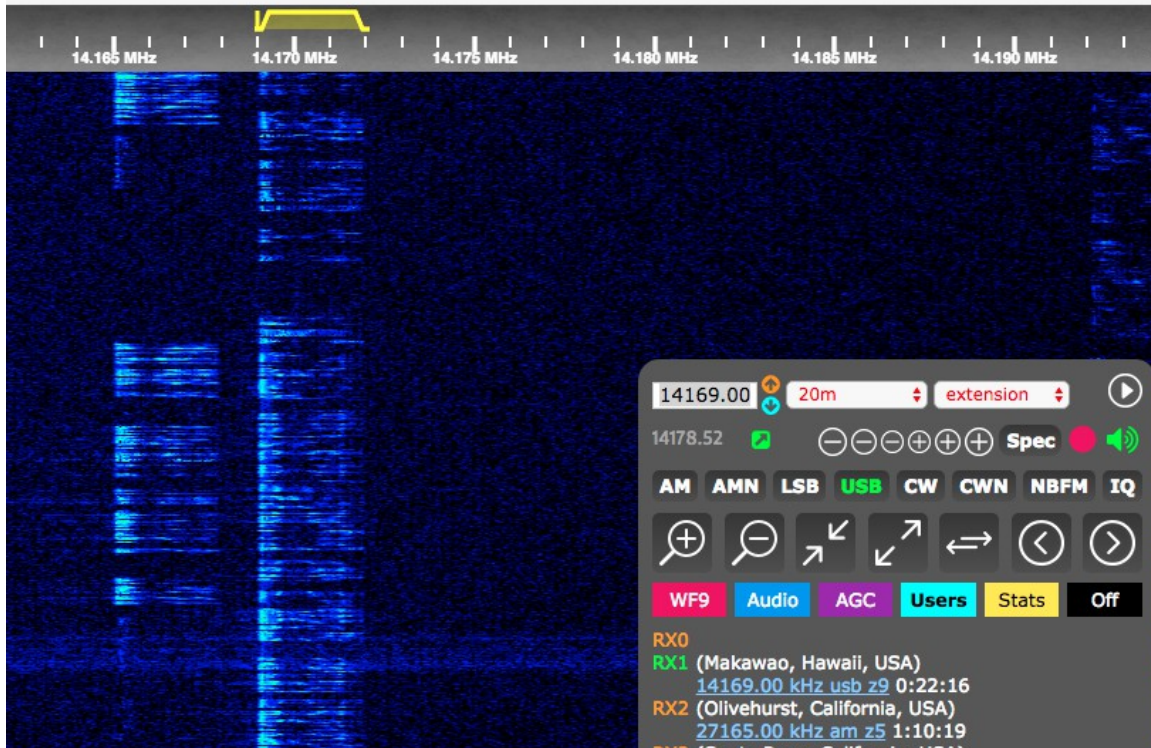 14.165 MHz 14.170 MHz 14.175 MHz 14.180 MHz 14.185 MHz 14.190 MHz
14169.00 20m extension
14178.52 Spec
AM AMN LSB USB CW CWN NBFM IQ
WF9 Audio AGC Users Stats Off
RX0
RX1 (Makawao, Hawaii, USA)
14169.00 kHz usb z9 0:22:16
RX2 (Olivehurst, California, USA)
27165.00 kHz am z5 1:10:19